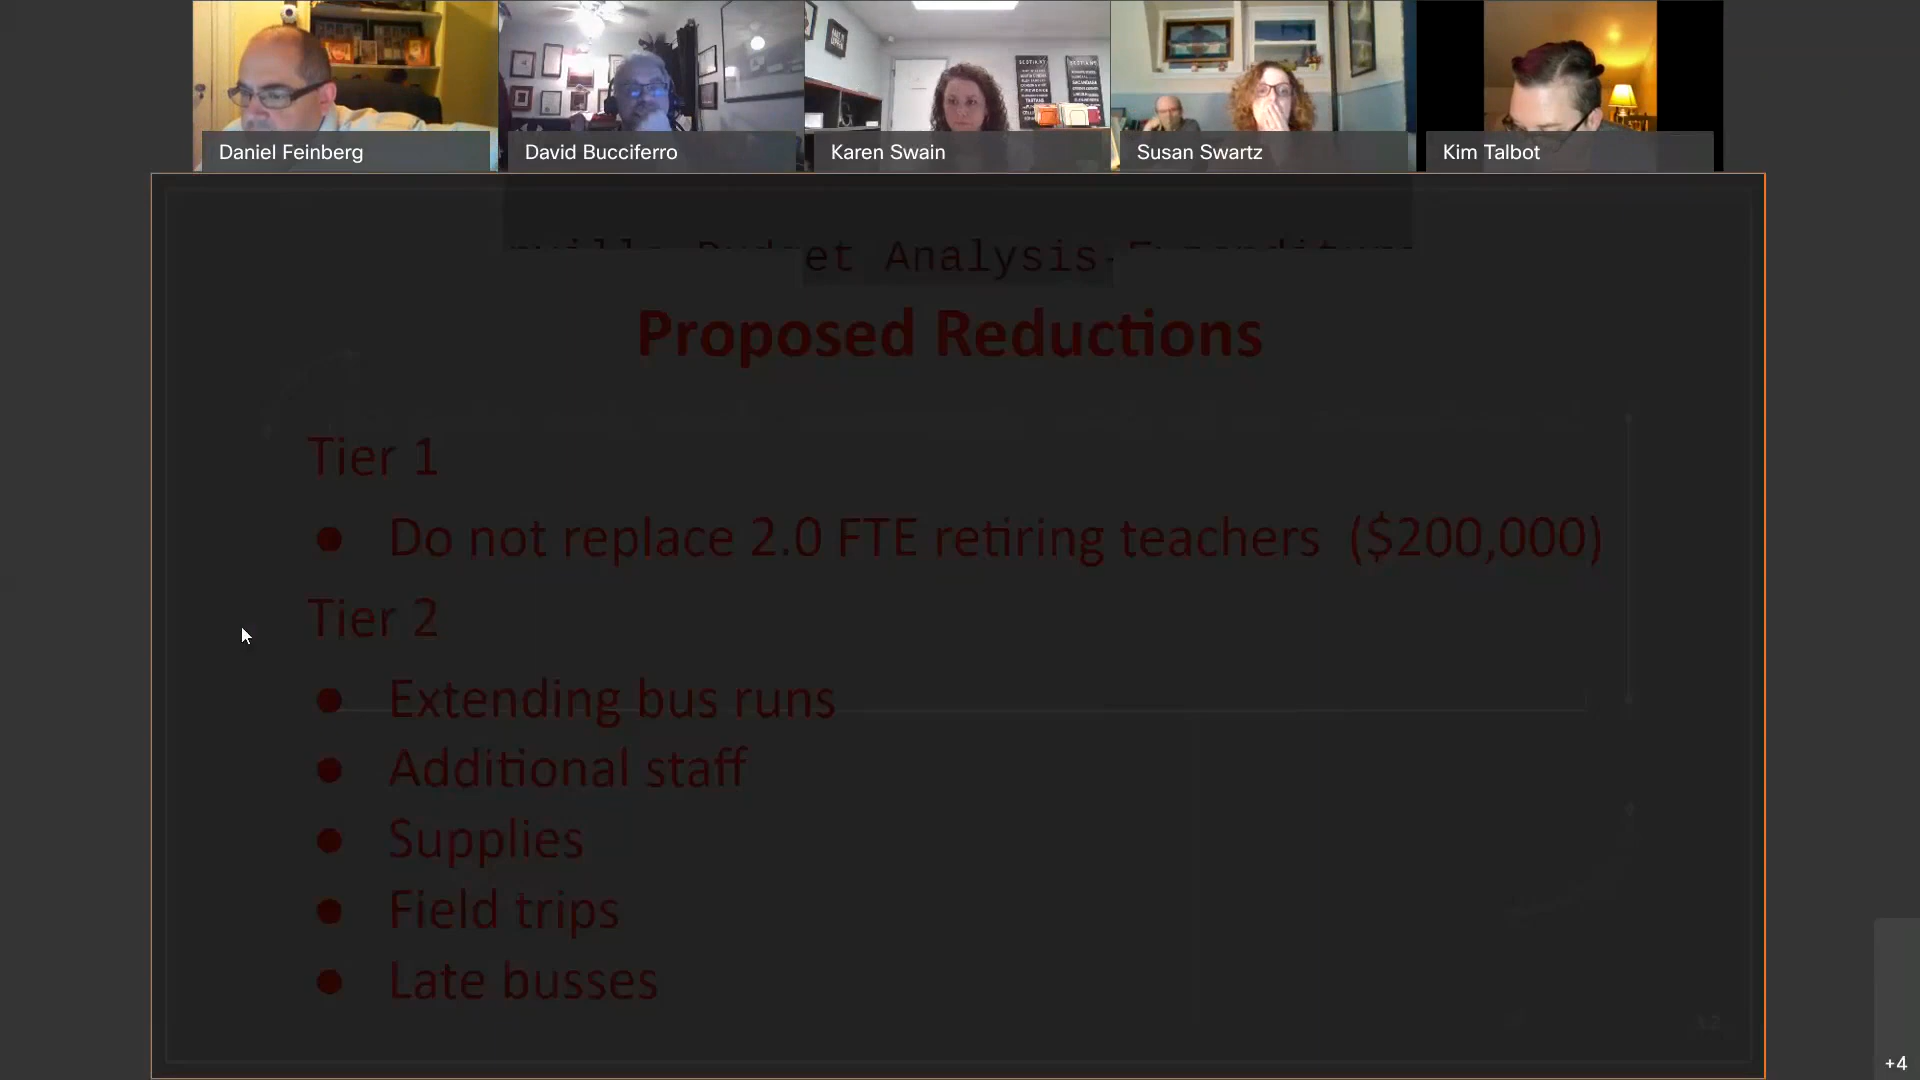 Daniel Feinberg
David Bucciferro
Karen Swain
Susan Swartz
Kim Talbot
et Analysis-
Proposed Reductions
Tier 1
● Do not replace 2.0 FTE retiring teachers ($200,000)
Tier 2
● Extending bus runs
● Additional staff
● Supplies
● Field trips
● Late busses
+4